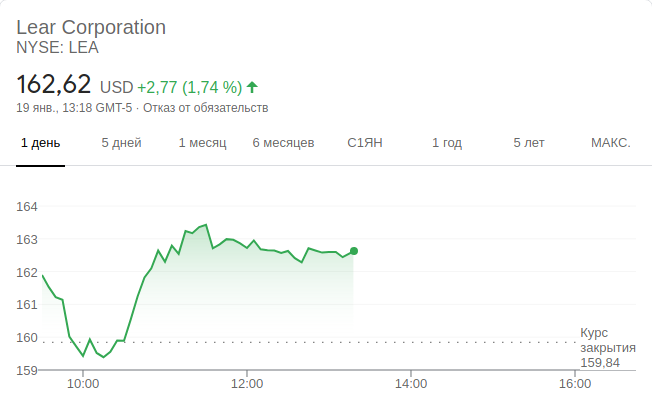 Lear Corporation
NYSE: LEA
162,62 USD +2,77 (1,74 %)
19 янв., 13:18 GMT-5 · Отказ от обязательств
1 день 5 дней 1 месяц 6 месяцев С1ЯН 1 год 5 лет МАКС.
164
163
162
161
160
159
Курс
закрытия
159,84
10:00 12:00 14:00 16:00